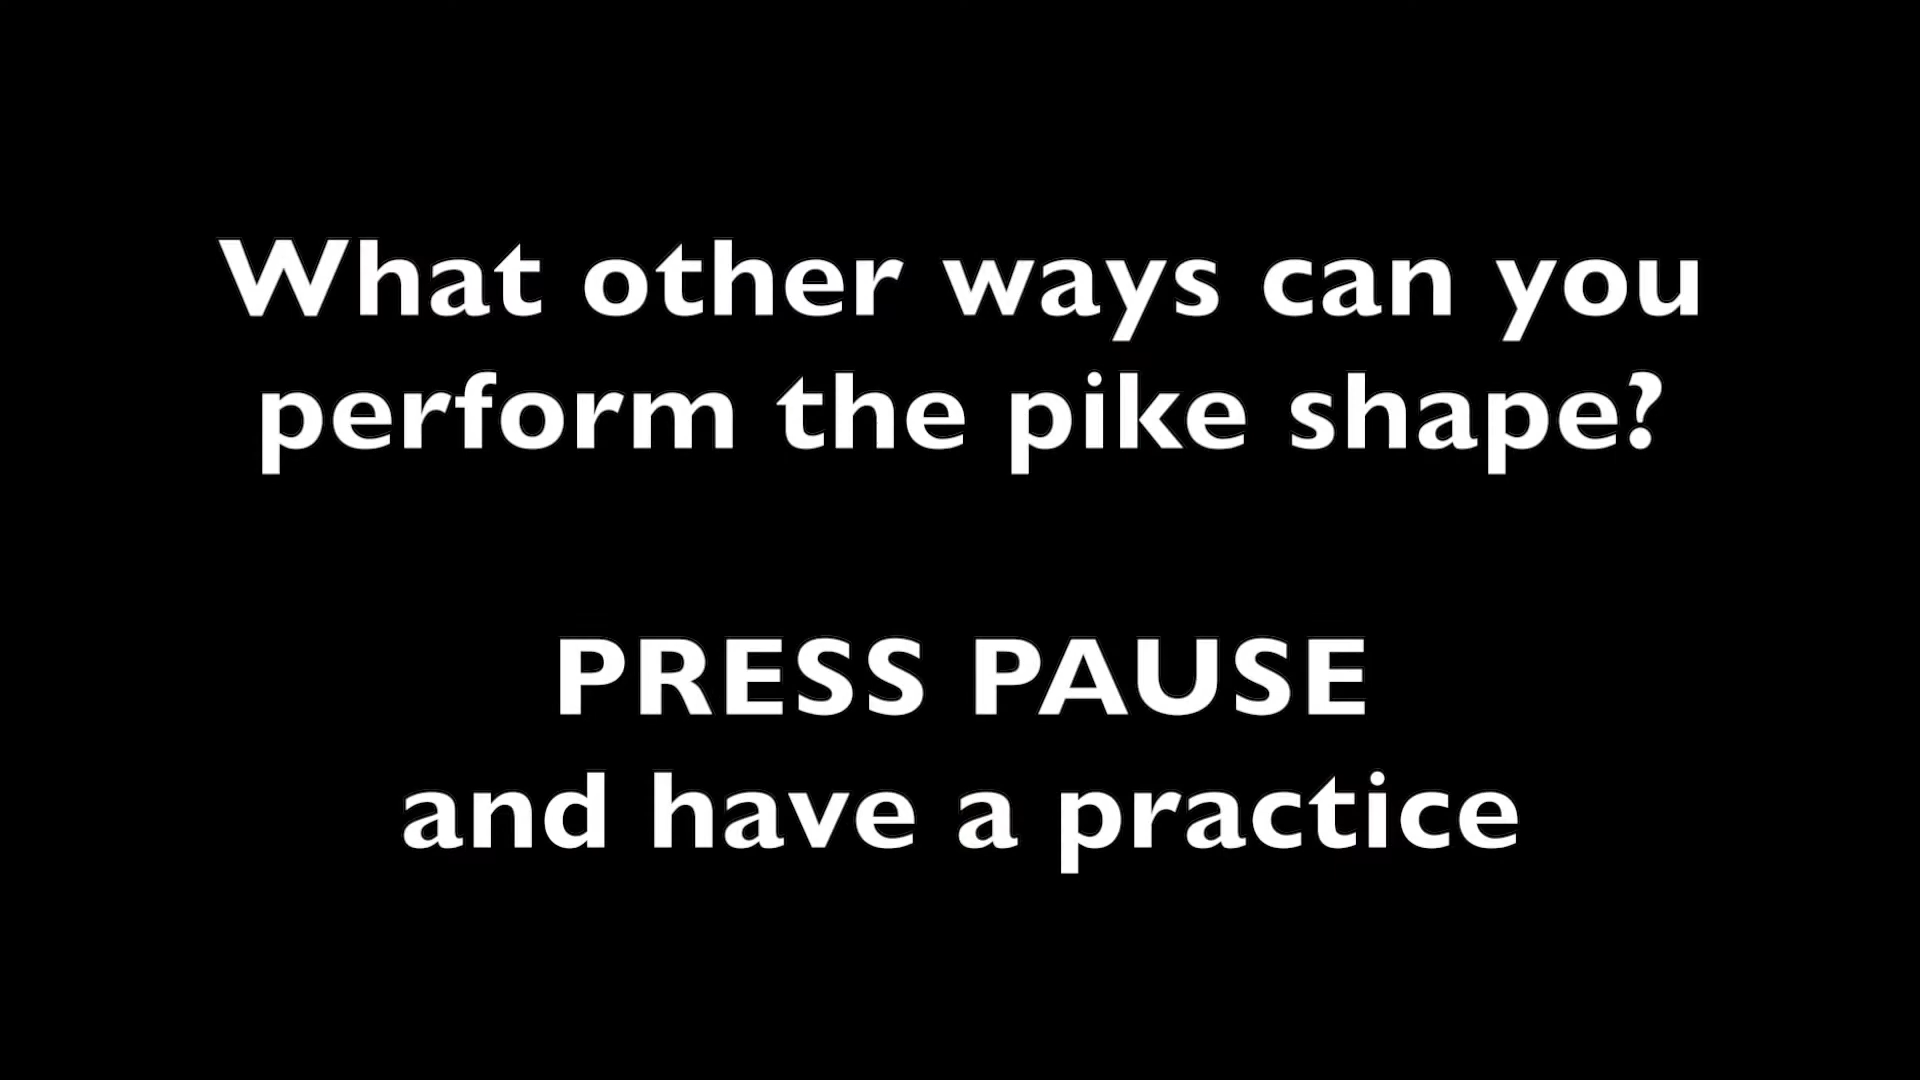 What other ways can you
perform the pike shape?
PRESS PAUSE
and have a practice